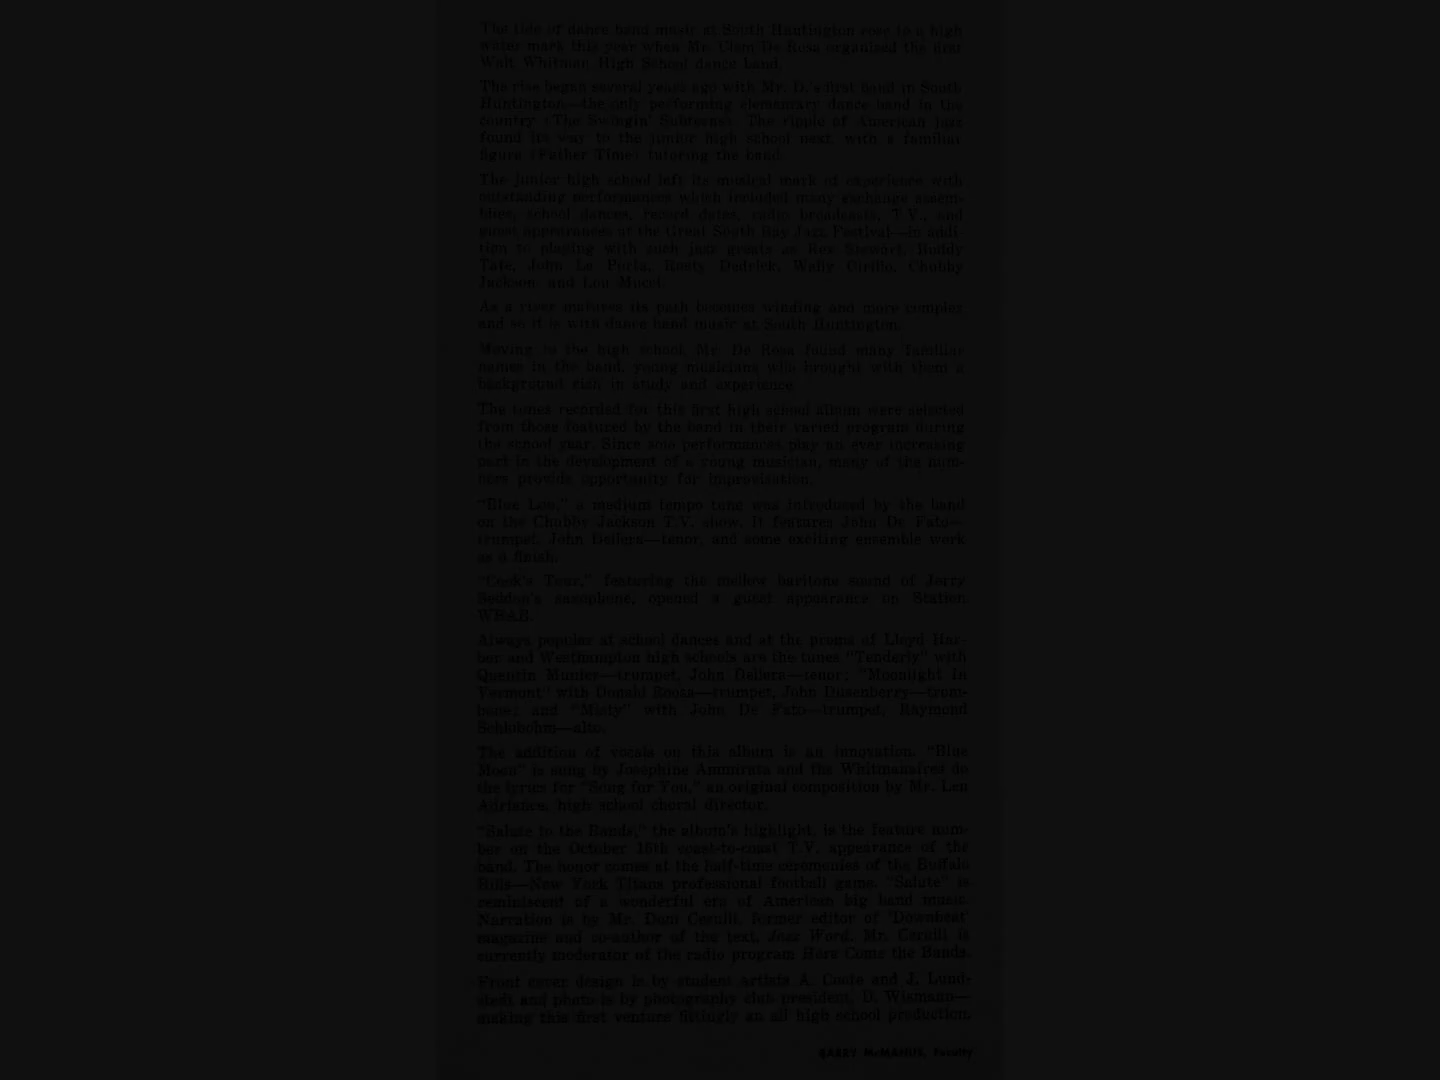 The tide of dance band music at South Huntington rose to a high
water mark this year when Mr. Clem De Rosa organized the first
Walt Whitman High School dance band.
The rise began several years ago with Mr. D.'s first band in South
Huntington—the only performing elementary dance band in the
country (The Swingin' Subteens). The ripple of American jazz
found its way to the junior high school next, with a familiar
figure (Father Time) tutoring the band.
The junior high school left its musical mark of experience with
outstanding performances which included many exchange assem-
blies, school dances, record dates, radio broadcasts, T.V., and
guest appearances at the Great South Bay Jazz Festival—in addi-
tion to playing with such jazz greats as Rex Stewart, Buddy
Tate, John La Porta, Rusty Dedrick, Wally Cirillo, Chubby
Jackson, and Lou Mucci.
As a river matures its path becomes winding and more complex
and so it is with dance band music at South Huntington.
Moving to the high school, Mr. De Rosa found many familiar
names in the band, young musicians who brought with them a
background rich in study and experience.
The tunes recorded for this first high school album were selected
from those featured by the band in their varied program during
the school year. Since solo performances play an ever increasing
part in the development of a young musician, many of the num-
bers provide opportunity for improvisation.
"Blue Lou," a medium tempo tune was introduced by the band
on the Chubby Jackson T.V. show. It features John De Fato—
trumpet, John Dellera—tenor, and some exciting ensemble work
as a finish.
"Cook's Tour," featuring the mellow baritone sound of Jerry
saxophone, opened a guest appearance on Station
Always popular at school dances and at the proms of Lloyd Har-
bor and Westhampton high schools are the tunes "Tenderly" with
Quentin trumpet, John Dellera—tenor; "Moonlight In
Vermont" with Donald Roosa—trumpet, John Dusenberry—trom-
bone; and "Misty" with John De Fato—trumpet, Raymond
Schlobohm—alto.
The addition of vocals on this album is an innovation. "Blue
Moon" is sung by Josephine Ammirata and the Whitmanaires do
the lyrics for "Song for You," an original composition by Mr. Len
Adriance, high school choral director.
"Salute to the Bands," the album's highlight, is the feature num-
ber on the October 16th coast-to-coast T.V. appearance of the
band. The honor comes at the half-time ceremonies of the Buffalo
Bills—New York Titans professional football game. "Salute" is
reminiscent of a wonderful era of American big band music.
Narration is by Mr. Dom Cerulli, former editor of 'Downbeat'
magazine and co-author of the text, Jazz Word. Mr. Cerulli is
currently moderator of the radio program Here Come the Bands.
Front cover design is by student artists A. Coote and J. Lund-
stedt and photo is by photography club president, D. Wismann—
making this first venture fittingly an all high school production.
BARRY McMANUS, Faculty